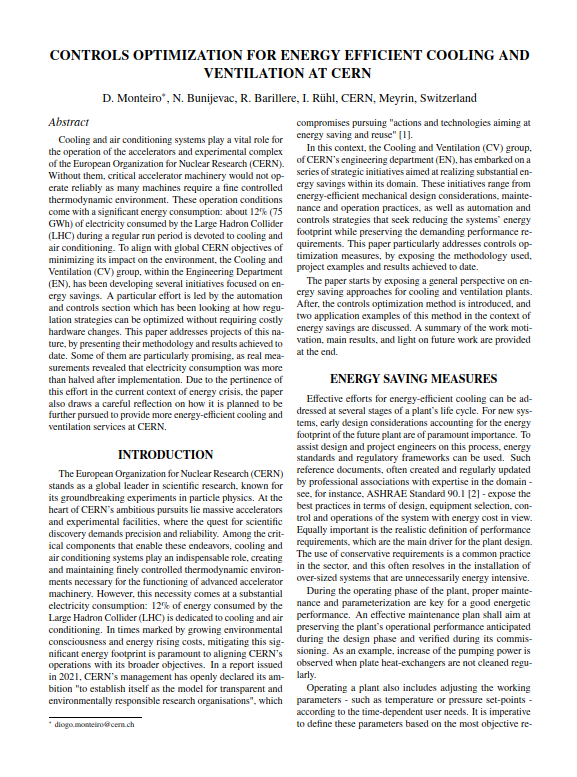 CONTROLS OPTIMIZATION FOR ENERGY EFFICIENT COOLING AND
VENTILATION AT CERN
D. Monteiro*, N. Bunijevac, R. Barillere, I. Rühl, CERN, Meyrin, Switzerland
Abstract
Cooling and air conditioning systems play a vital role for
the operation of the accelerators and experimental complex
of the European Organization for Nuclear Research (CERN).
Without them, critical accelerator machinery would not op-
erate reliably as many machines require a fine controlled
thermodynamic environment. These operation conditions
come with a significant energy consumption: about 12% (75
GWh) of electricity consumed by the Large Hadron Collider
(LHC) during a regular run period is devoted to cooling and
air conditioning. To align with global CERN objectives of
minimizing its impact on the environment, the Cooling and
Ventilation (CV) group, within the Engineering Department
(EN), has been developing several initiatives focused on en-
ergy savings. A particular effort is led by the automation
and controls section which has been looking at how regu-
lation strategies can be optimized without requiring costly
hardware changes. This paper addresses projects of this na-
ture, by presenting their methodology and results achieved to
date. Some of them are particularly promising, as real mea-
surements revealed that electricity consumption was more
than halved after implementation. Due to the pertinence of
this effort in the current context of energy crisis, the paper
also draws a careful reflection on how it is planned to be
further pursued to provide more energy-efficient cooling and
ventilation services at CERN.
INTRODUCTION
The European Organization for Nuclear Research (CERN)
stands as a global leader in scientific research, known for
its groundbreaking experiments in particle physics. At the
heart of CERN's ambitious pursuits lie massive accelerators
and experimental facilities, where the quest for scientific
discovery demands precision and reliability. Among the crit-
ical components that enable these endeavors, cooling and
air conditioning systems play an indispensable role, creating
and maintaining finely controlled thermodynamic environ-
ments necessary for the functioning of advanced accelerator
machinery. However, this necessity comes at a substantial
electricity consumption: 12% of energy consumed by the
Large Hadron Collider (LHC) is dedicated to cooling and air
conditioning. In times marked by growing environmental
consciousness and energy rising costs, mitigating this sig-
nificant energy footprint is paramount to aligning CERN's
operations with its broader objectives. In a report issued
in 2021, CERN's management has openly declared its am-
bition "to establish itself as the model for transparent and
environmentally responsible research organisations", which
* diogo.monteiro@cern.ch
compromises pursuing "actions and technologies aiming at
energy saving and reuse" [1].
In this context, the Cooling and Ventilation (CV) group,
of CERN's engineering department (EN), has embarked on a
series of strategic initiatives aimed at realizing substantial en-
ergy savings within its domain. These initiatives range from
energy-efficient mechanical design considerations, mainte-
nance and operation practices, as well as automation and
controls strategies that seek reducing the systems' energy
footprint while preserving the demanding performance re-
quirements. This paper particularly addresses controls op-
timization measures, by exposing the methodology used,
project examples and results achieved to date.
The paper starts by exposing a general perspective on en-
ergy saving approaches for cooling and ventilation plants.
After, the controls optimization method is introduced, and
two application examples of this method in the context of
energy savings are discussed. A summary of the work moti-
vation, main results, and light on future work are provided
at the end.
ENERGY SAVING MEASURES
Effective efforts for energy-efficient cooling can be ad-
dressed at several stages of a plant's life cycle. For new sys-
tems, early design considerations accounting for the energy
footprint of the future plant are of paramount importance. To
assist design and project engineers on this process, energy
standards and regulatory frameworks can be used. Such
reference documents, often created and regularly updated
by professional associations with expertise in the domain -
see, for instance, ASHRAE Standard 90.1 [2] - expose the
best practices in terms of design, equipment selection, con-
trol and operations of the system with energy cost in view.
Equally important is the realistic definition of performance
requirements, which are the main driver for the plant design.
The use of conservative requirements is a common practice
in the sector, and this often resolves in the installation of
over-sized systems that are unnecessarily energy intensive.
During the operating phase of the plant, proper mainte-
nance and parameterization are key for a good energetic
performance. An effective maintenance plan shall aim at
preserving the plant's operational performance anticipated
during the design phase and verified during its commis-
sioning. As an example, increase of the pumping power is
observed when plate heat-exchangers are not cleaned regu-
larly.
Operating a plant also includes adjusting the working
parameters - such as temperature or pressure set-points -
according to the time-dependent user needs. It is imperative
to define these parameters based on the most objective re-